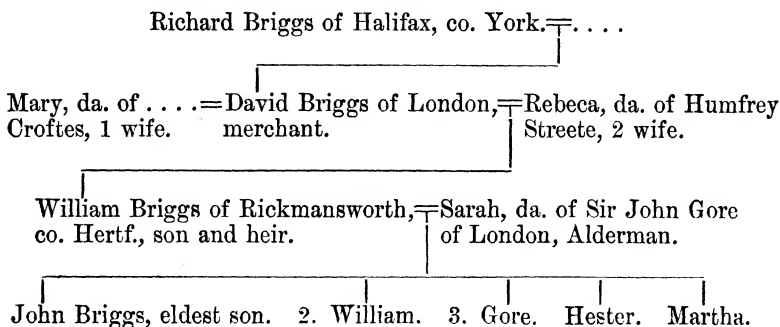 Richard Briggs of Halifax, co. York.=. . . .
Mary, da. of . . . .=David Briggs of London,=Rebeca, da. of Humfrey
Croftes, 1 wife. merchant. Streete, 2 wife.
William Briggs of Rickmansworth,=Sarah, da. of Sir John Gore
co. Hertf., son and heir. of London, Alderman.
John Briggs, eldest son. 2. William. 3. Gore. Hester. Martha.